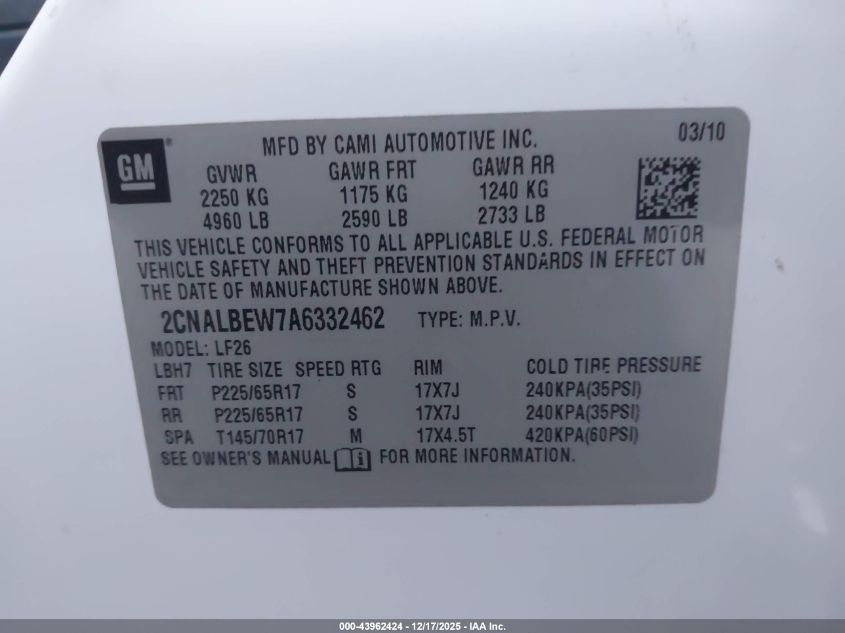 GM®
MFD BY CAMI AUTOMOTIVE INC. 03/10
GVWR GAWR FRT GAWR RR
2250 KG 1175 KG 1240 KG
4960 LB 2590 LB 2733 LB
THIS VEHICLE CONFORMS TO ALL APPLICABLE U.S. FEDERAL MOTOR
VEHICLE SAFETY AND THEFT PREVENTION STANDARDS IN EFFECT ON
THE DATE OF MANUFACTURE SHOWN ABOVE.
2CNALBEW7A6332462 TYPE: M.P.V.
MODEL: LF26
LBH7 TIRE SIZE SPEED RTG RIM COLD TIRE PRESSURE
FRT P225/65R17 S 17X7J 240KPA(35PSI)
RR P225/65R17 S 17X7J 240KPA(35PSI)
SPA T145/70R17 M 17X4.5T 420KPA(60PSI)
SEE OWNER'S MANUAL i FOR MORE INFORMATION.
000-43962424 - 12/17/2025 - IAA Inc.